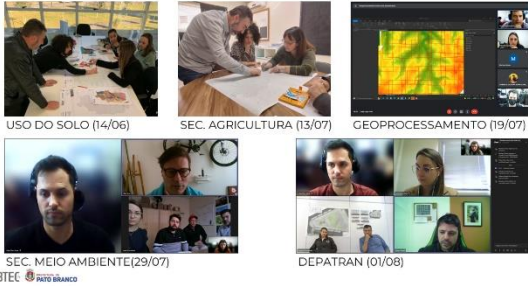 USO DO SOLO (14/06)
SEC. AGRICULTURA (13/07)
GEOPROCESSAMENTO (19/07)
SEC. MEIO AMBIENTE(29/07)
DEPATRAN (01/08)
BTEC
PATO BRANCO